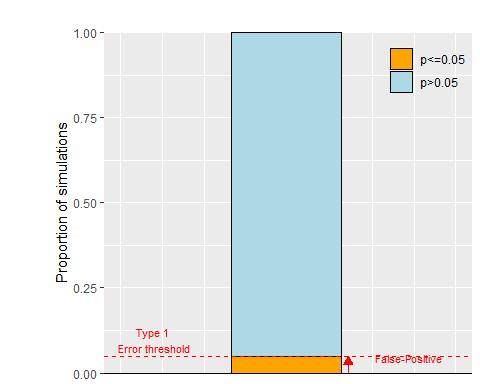 1.00
0.75
0.50
0.25
0.00
Proportion of simulations
p<=0.05
p>0.05
Type 1
Error threshold
False-Positive